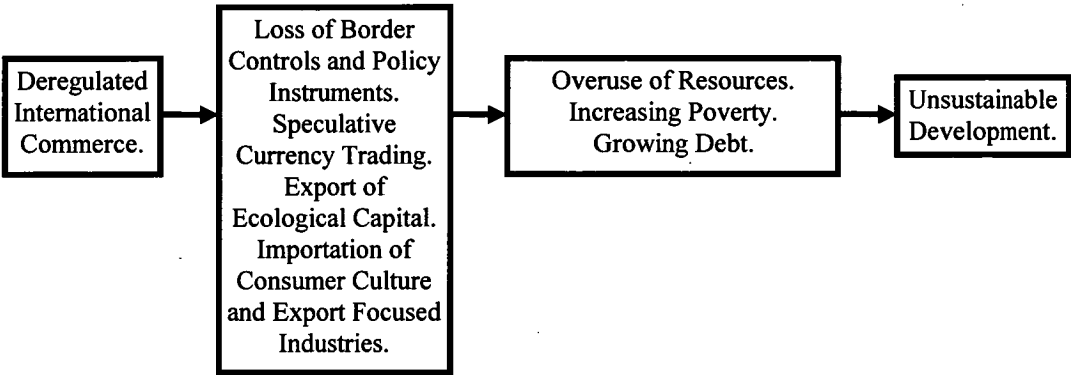 Deregulated
International
Commerce.
Loss of Border
Controls and Policy
Instruments.
Speculative
Currency Trading.
Export of
Ecological Capital.
Importation of
Consumer Culture
and Export Focused
Industries.
Overuse of Resources.
Increasing Poverty.
Growing Debt.
Unsustainable
Development.